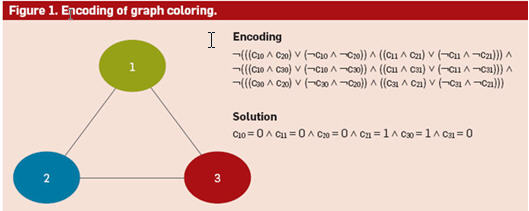 Figure 1. Encoding of graph coloring.
1
2
3
Encoding
¬(((c10 ∧ c20) ∨ (¬c10 ∧ ¬c20)) ∧ ((c11 ∧ c21) ∨ (¬c11 ∧ ¬c21))) ∧
¬(((c10 ∧ c30) ∨ (¬c10 ∧ ¬c30)) ∧ ((c11 ∧ c31) ∨ (¬c11 ∧ ¬c31))) ∧
¬(((c30 ∧ c20) ∨ (¬c30 ∧ ¬c20)) ∧ ((c31 ∧ c21) ∨ (¬c31 ∧ ¬c21)))
Solution
c10 = 0 ∧ c11 = 0 ∧ c20 = 0 ∧ c21 = 1 ∧ c30 = 1 ∧ c31 = 0